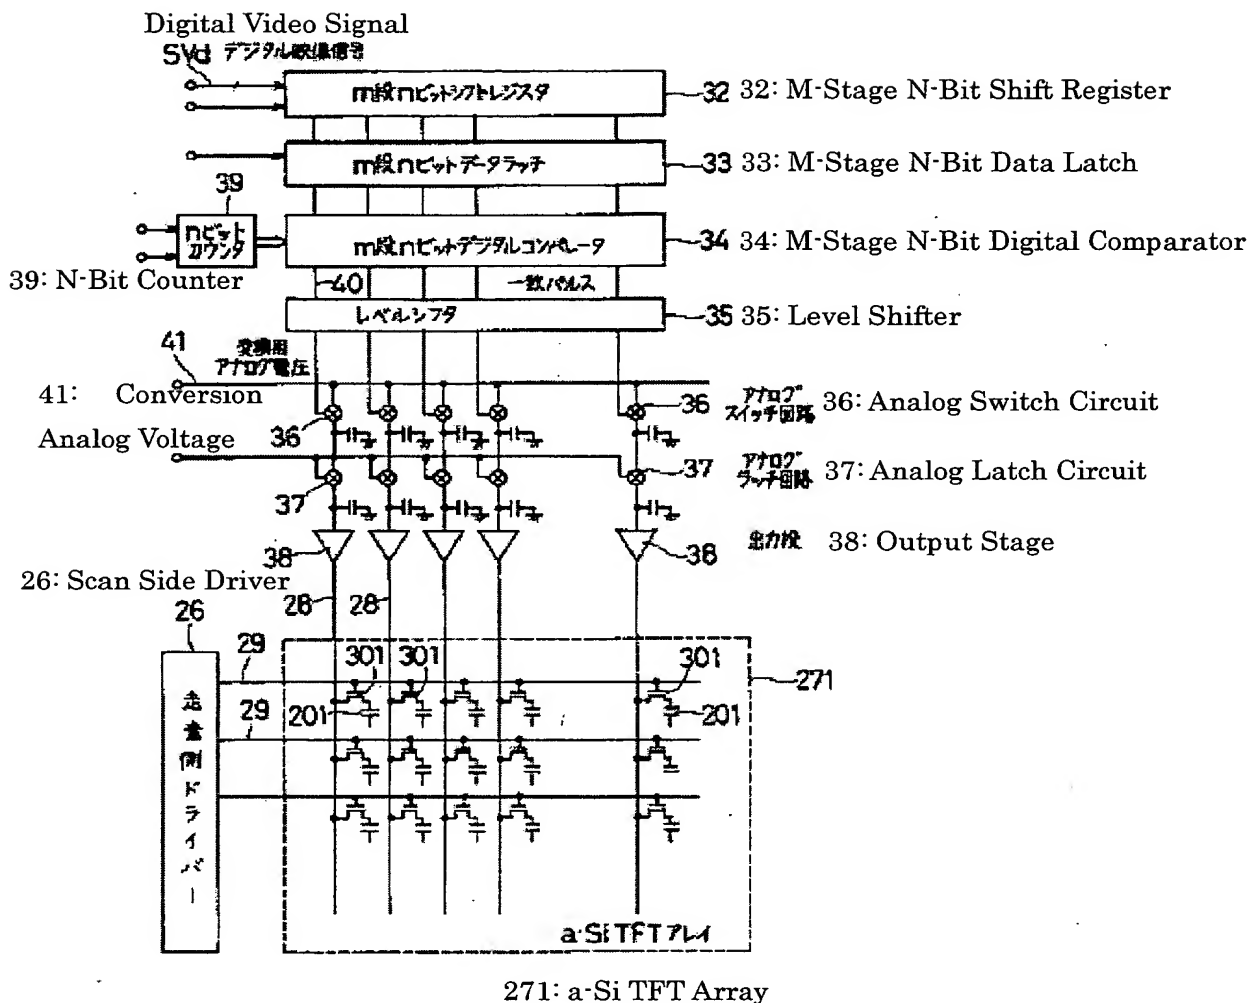 Digital Video Signal
SVd デジタル映像信号
m段nビットシフトレジスタ
32 32: M-Stage N-Bit Shift Register
m段nビットデータラッチ
33 33: M-Stage N-Bit Data Latch
39
nビット
カウンタ
m段nビットデジタルコンパレータ
34 34: M-Stage N-Bit Digital Comparator
39: N-Bit Counter
40
一致パルス
レベルシフタ
35 35: Level Shifter
41
変換用
アナログ電圧
41: Conversion
Analog Voltage
36
36
アナログ
スイッチ回路
36: Analog Switch Circuit
37
37
アナログ
ラッチ回路
37: Analog Latch Circuit
38
38
出力段
38: Output Stage
26: Scan Side Driver
28
28
26
29
301
301
301
271
201
201
29
走査側ドライバー
a-Si TFTアレイ
271: a-Si TFT Array